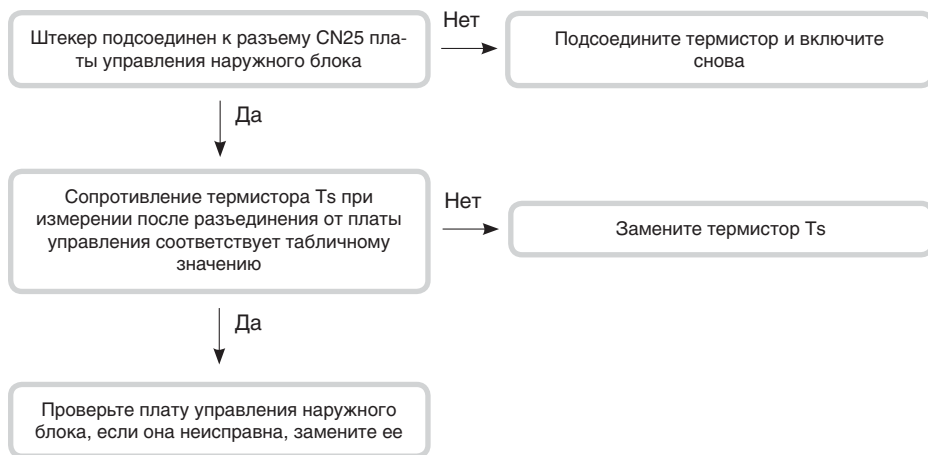 Штекер подсоединен к разъему CN25 пла-
ты управления наружного блока
Нет
Подсоедините термистор и включите
снова
Да
Сопротивление термистора Ts при
измерении после разъединения от платы
управления соответствует табличному
значению
Нет
Замените термистор Ts
Да
Проверьте плату управления наружного
блока, если она неисправна, замените ее